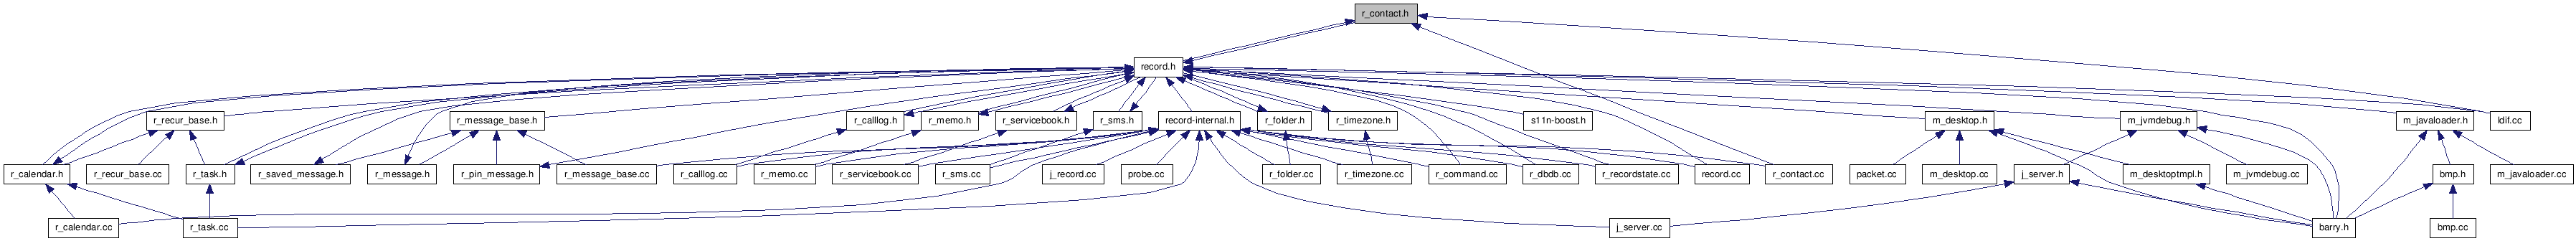 r_contact.h
record.h
r_recur_base.h
r_message_base.h
r_calllog.h
r_memo.h
r_servicebook.h
r_sms.h
record-internal.h
r_folder.h
r_timezone.h
s11n-boost.h
m_desktop.h
m_jvmdebug.h
m_javaloader.h
ldif.cc
r_calendar.h
r_recur_base.cc
r_task.h
r_saved_message.h
r_message.h
r_pin_message.h
r_message_base.cc
r_calllog.cc
r_memo.cc
r_servicebook.cc
r_sms.cc
j_record.cc
probe.cc
r_folder.cc
r_timezone.cc
r_command.cc
r_dbdb.cc
r_recordstate.cc
record.cc
r_contact.cc
packet.cc
m_desktop.cc
j_server.h
m_desktoptmpl.h
m_jvmdebug.cc
bmp.h
m_javaloader.cc
r_calendar.cc
r_task.cc
j_server.cc
barry.h
bmp.cc